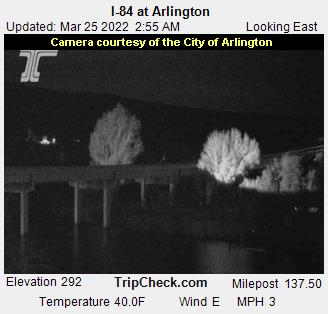 I-84 at Arlington
Updated: Mar 25 2022 2:55 AM Looking East
Camera courtesy of the City of Arlington
Elevation 292 TripCheck.com Milepost 137.50
Temperature 40.0F Wind E MPH 3